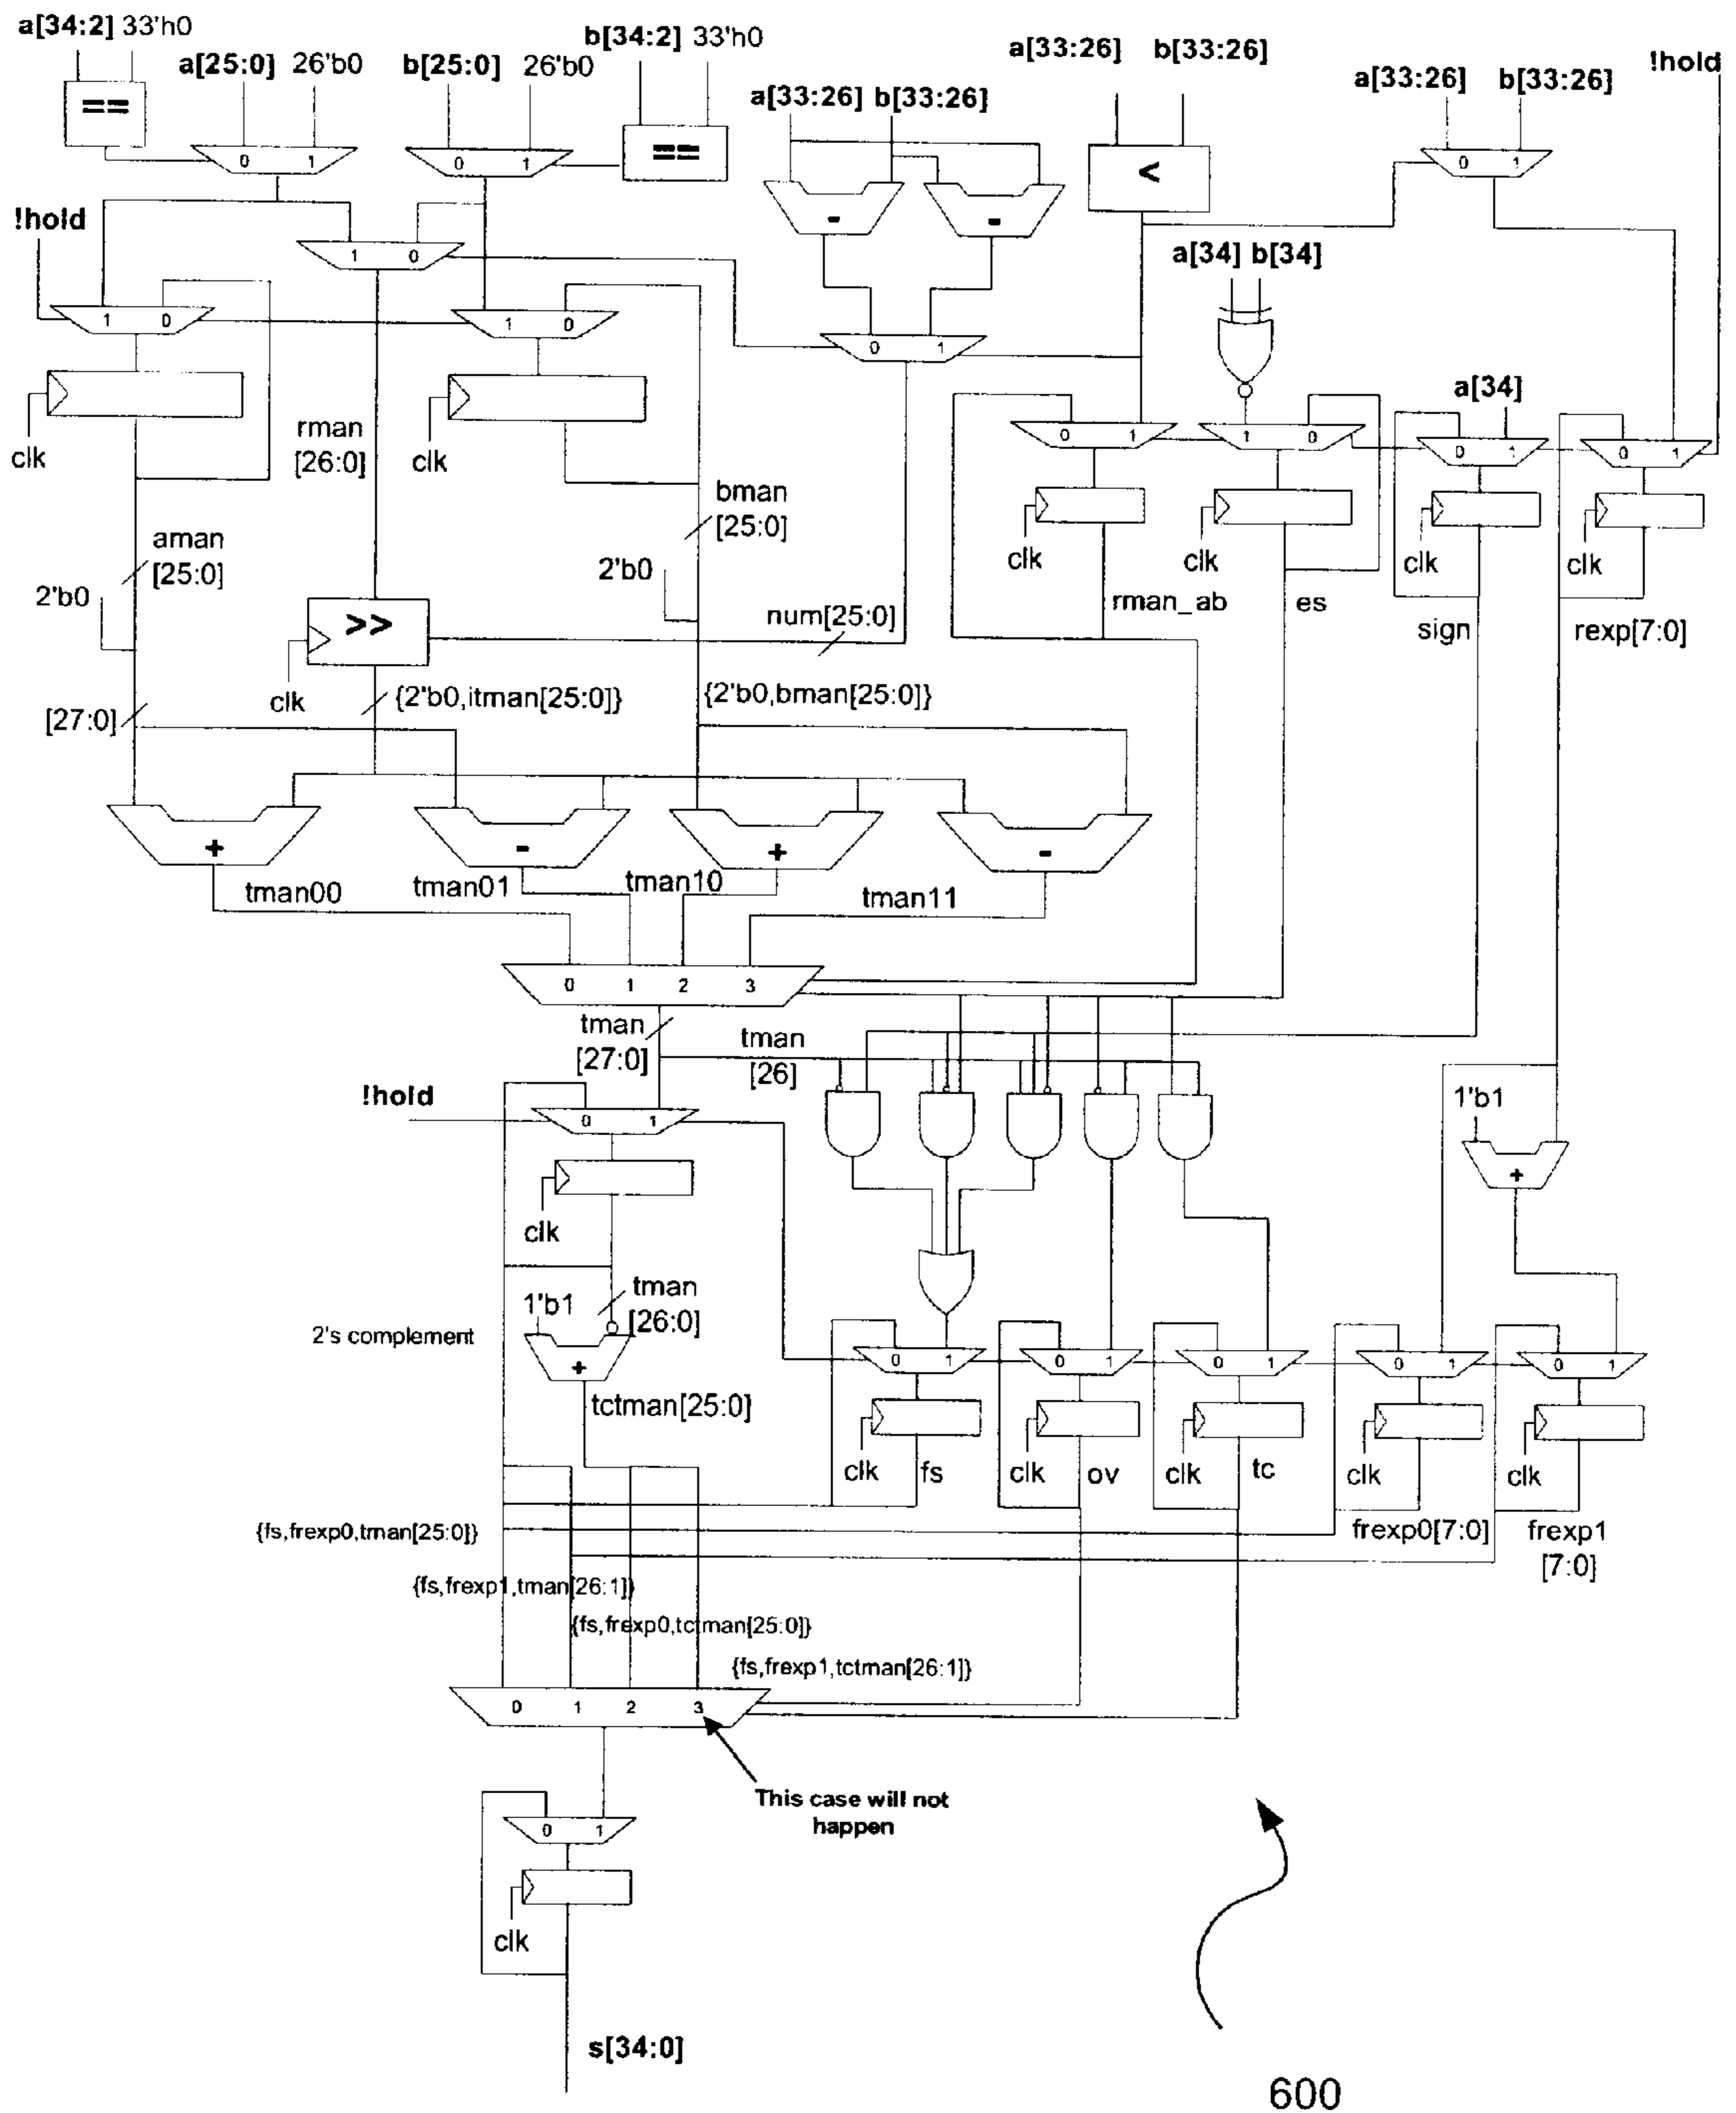 a[34:2] 33'h0
a[25:0] 26'b0
b[25:0] 26'b0
b[34:2] 33'h0
a[33:26] b[33:26]
a[33:26] b[33:26]
a[33:26] b[33:26]
!hold
==
0 1
0 1
==
- -
<
0 1
!hold
1 0
a[34] b[34]
1 0
1 0
0 1
clk
rman
[26:0]
clk
a[34]
0 1
1 0
0 1
0 1
bman
[25:0]
aman
[25:0]
2'b0
2'b0
clk
clk
clk
clk
>>
num[25:0]
rman_ab
es
sign
rexp[7:0]
clk
{2'b0,itman[25:0]}
{2'b0,bman[25:0]}
[27:0]
+
-
+
-
tman00
tman01
tman10
tman11
0 1 2 3
tman
[27:0]
tman
[26]
!hold
0 1
1'b1
+
clk
1'b1
tman
[26:0]
2's complement
+
tctman[25:0]
0 1
0 1
0 1
0 1
0 1
clk fs
clk ov
clk tc
clk
clk
{fs,frexp0,tman[25:0]}
frexp0[7:0]
frexp1
[7:0]
{fs,frexp1,tman[26:1]}
{fs,frexp0,tctman[25:0]}
{fs,frexp1,tctman[26:1]}
0 1 2 3
This case will not
happen
0 1
clk
s[34:0]
600